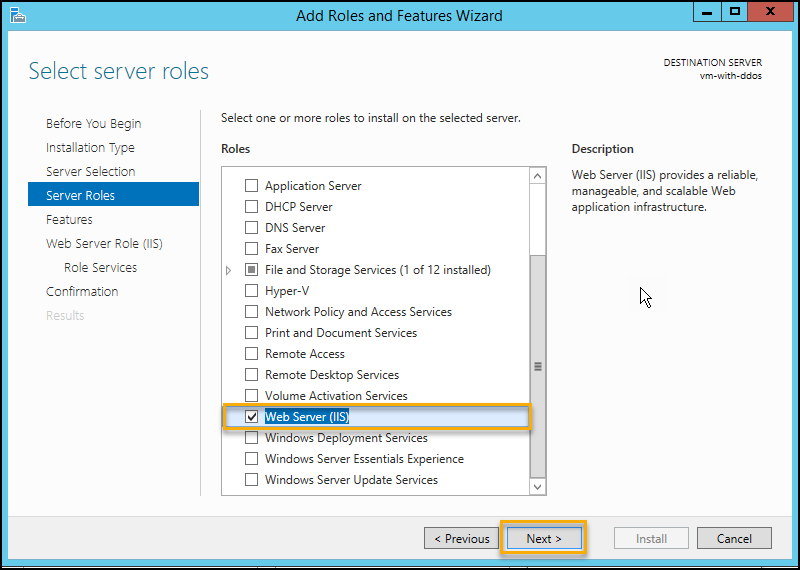 Add Roles and Features Wizard
Select server roles
DESTINATION SERVER
vm-with-ddos
Before You Begin
Installation Type
Server Selection
Server Roles
Features
Web Server Role (IIS)
Role Services
Confirmation
Results
Select one or more roles to install on the selected server.
Roles
Application Server
DHCP Server
DNS Server
Fax Server
File and Storage Services (1 of 12 installed)
Hyper-V
Network Policy and Access Services
Print and Document Services
Remote Access
Remote Desktop Services
Volume Activation Services
Web Server (IIS)
Windows Deployment Services
Windows Server Essentials Experience
Windows Server Update Services
Description
Web Server (IIS) provides a reliable,
manageable, and scalable Web
application infrastructure.
< Previous
Next >
Install
Cancel